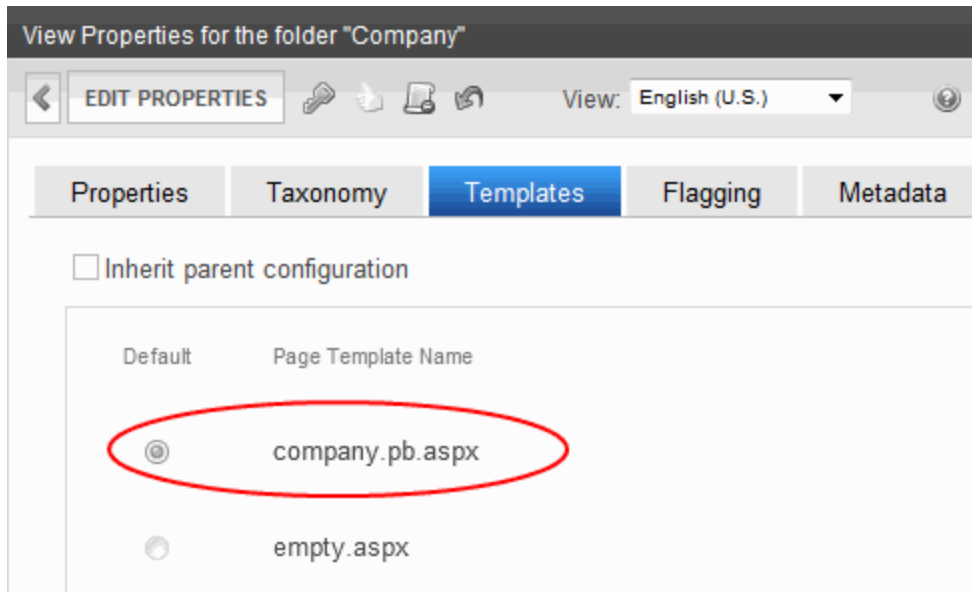 View Properties for the folder "Company"
EDIT PROPERTIES View: English (U.S.)
Properties Taxonomy Templates Flagging Metadata
Inherit parent configuration
Default Page Template Name
company.pb.aspx
empty.aspx